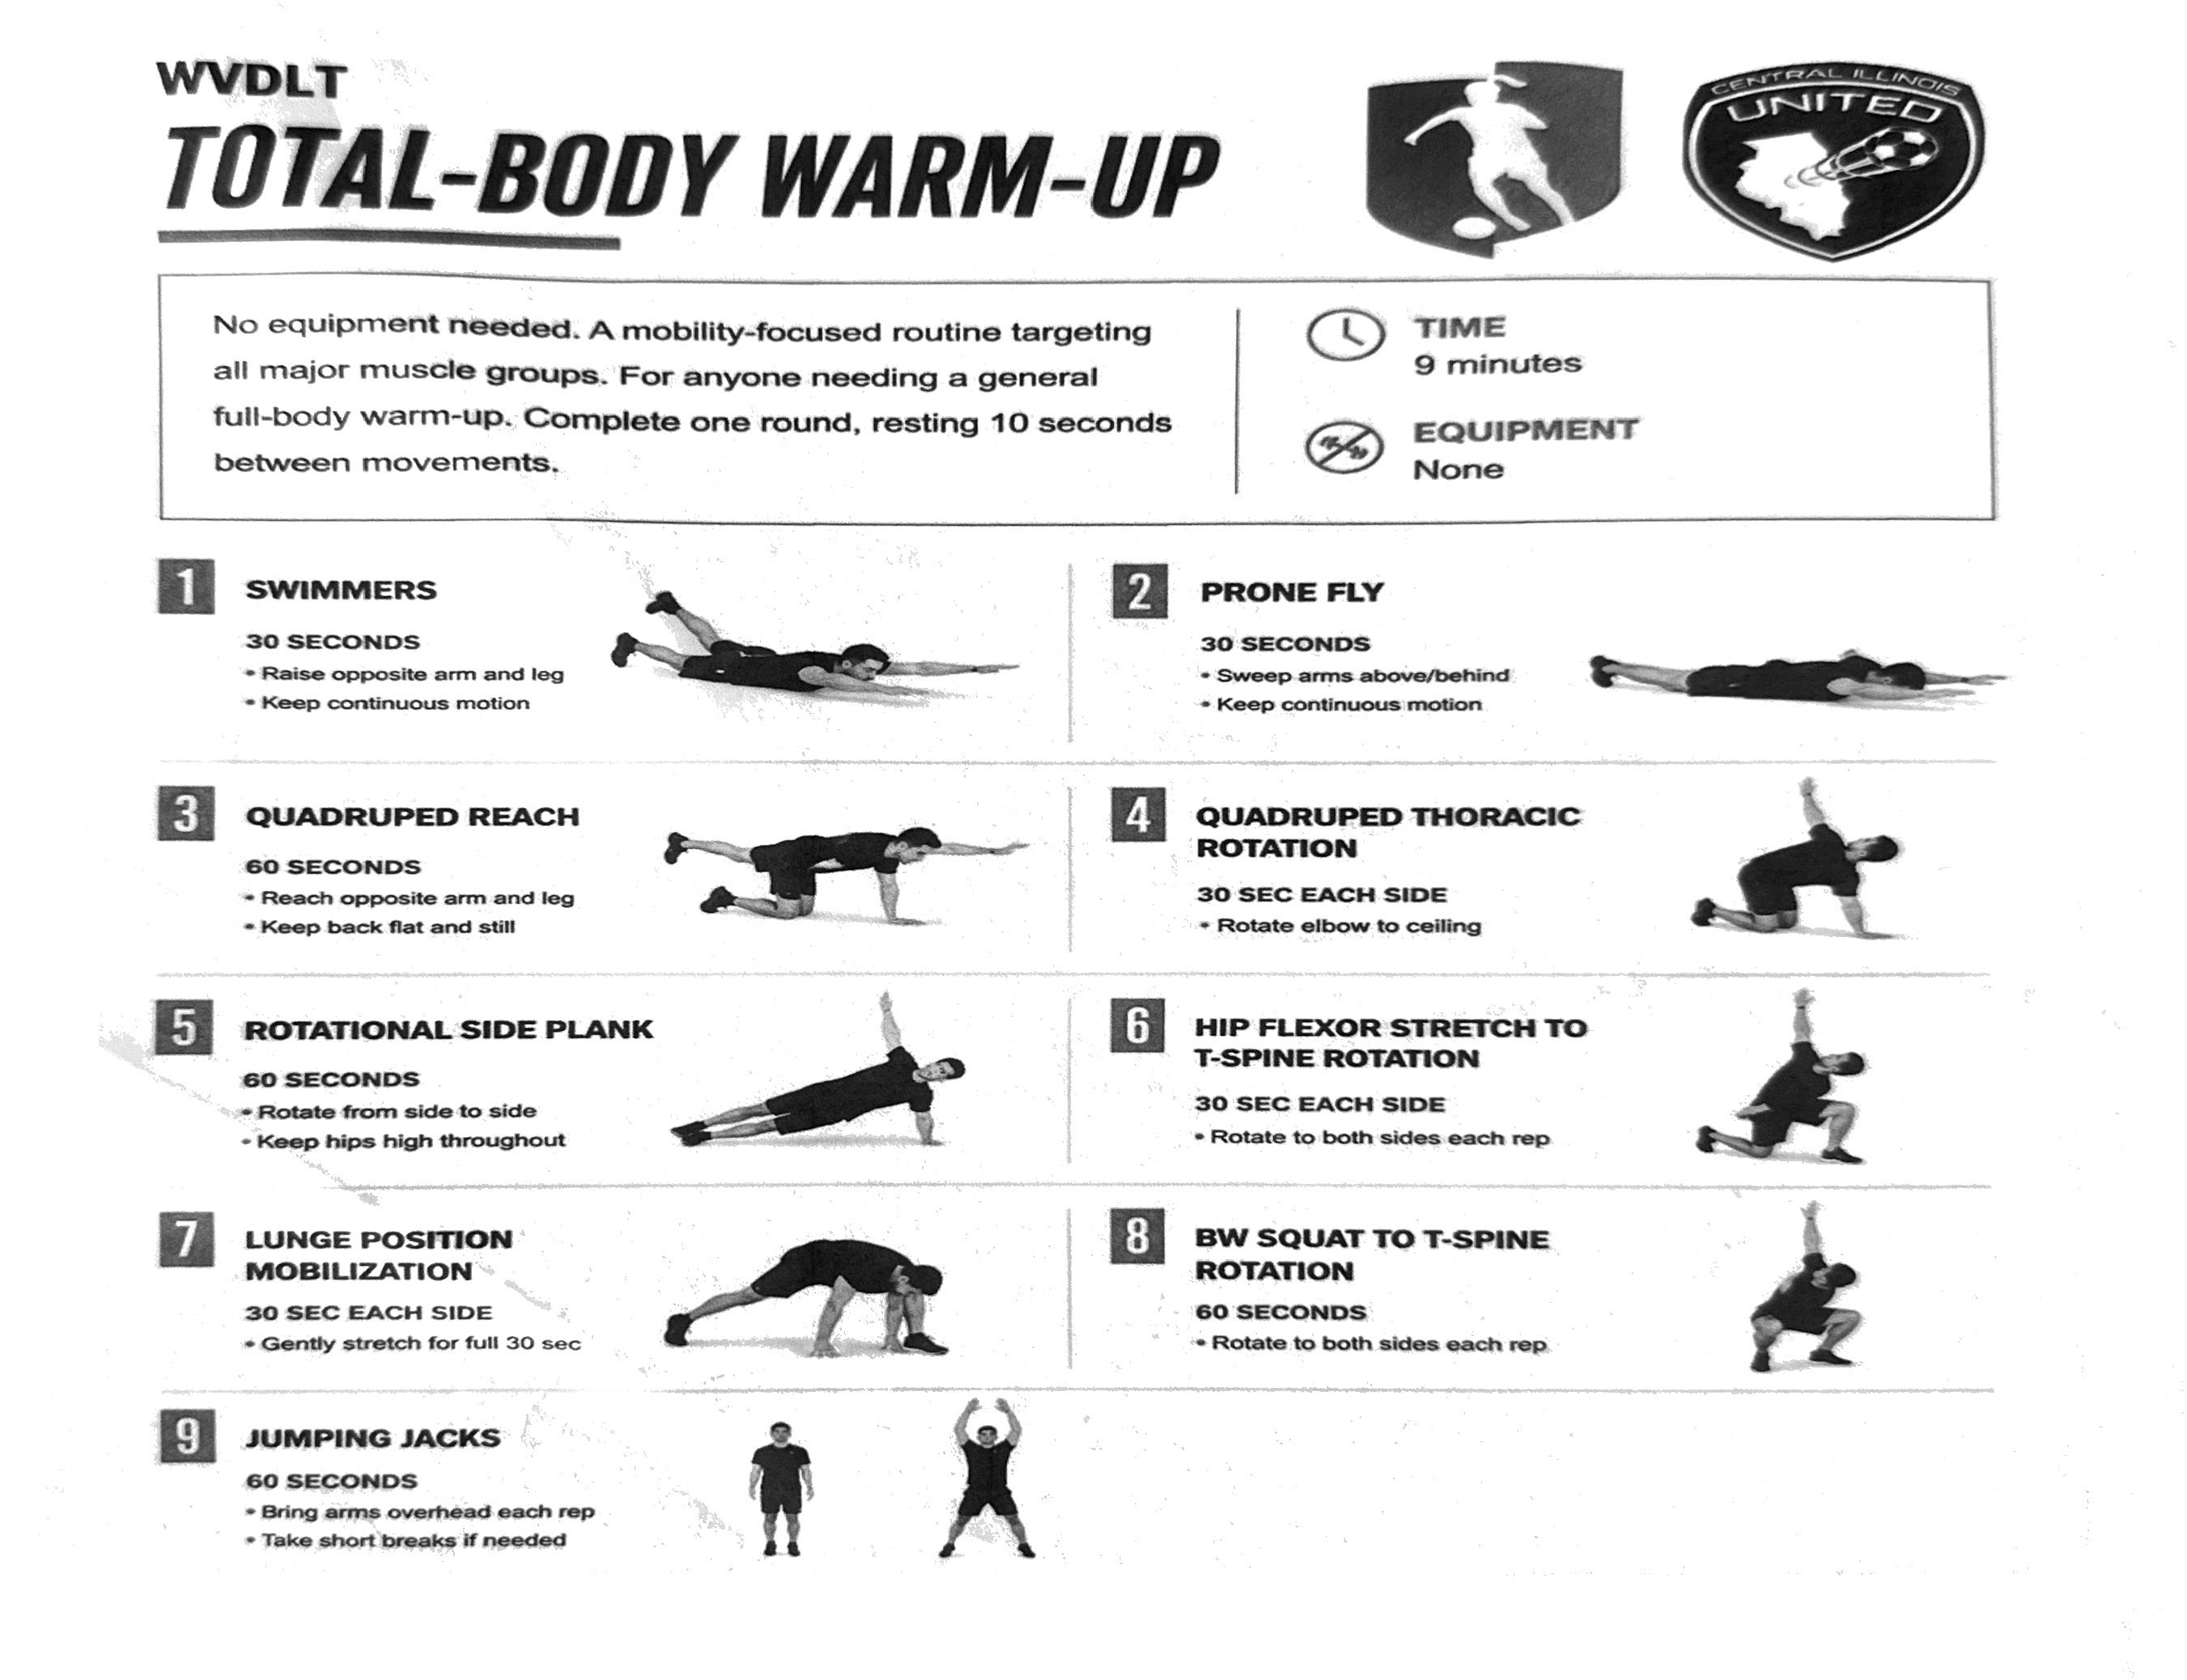 WVDLT
TOTAL-BODY WARM-UP
CENTRAL ILLINOIS
UNITED
No equipment needed. A mobility-focused routine targeting
all major muscle groups. For anyone needing a general
full-body warm-up. Complete one round, resting 10 seconds
between movements.
TIME
9 minutes
EQUIPMENT
None
1
SWIMMERS
30 SECONDS
• Raise opposite arm and leg
• Keep continuous motion
2
PRONE FLY
30 SECONDS
• Sweep arms above/behind
• Keep continuous motion
3
QUADRUPED REACH
60 SECONDS
• Reach opposite arm and leg
• Keep back flat and still
4
QUADRUPED THORACIC
ROTATION
30 SEC EACH SIDE
• Rotate elbow to ceiling
5
ROTATIONAL SIDE PLANK
60 SECONDS
• Rotate from side to side
• Keep hips high throughout
6
HIP FLEXOR STRETCH TO
T-SPINE ROTATION
30 SEC EACH SIDE
• Rotate to both sides each rep
7
LUNGE POSITION
MOBILIZATION
30 SEC EACH SIDE
• Gently stretch for full 30 sec
8
BW SQUAT TO T-SPINE
ROTATION
60 SECONDS
• Rotate to both sides each rep
9
JUMPING JACKS
60 SECONDS
• Bring arms overhead each rep
• Take short breaks if needed